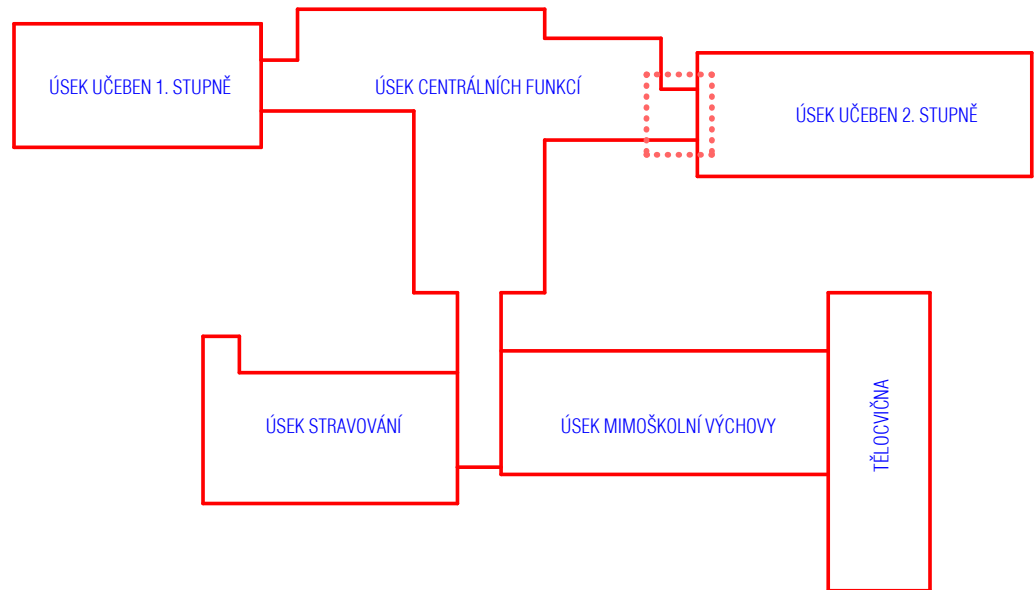 ÚSEK UČEBEN 1. STUPNĚ
ÚSEK CENTRÁLNÍCH FUNKCÍ
ÚSEK UČEBEN 2. STUPNĚ
ÚSEK STRAVOVÁNÍ
ÚSEK MIMOŠKOLNÍ VÝCHOVY
TĚLOCVIČNA